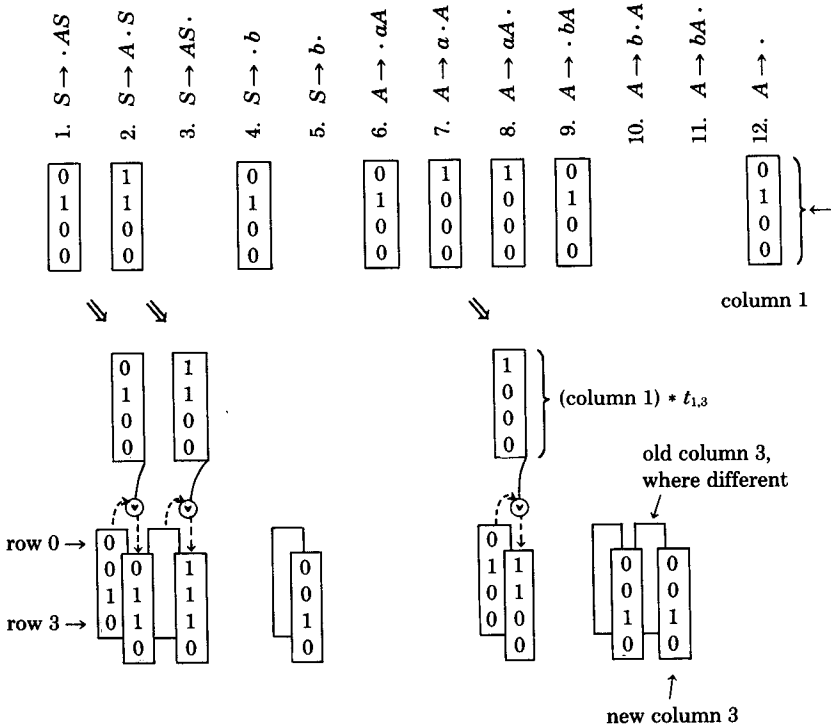 1. S → · AS
2. S → A · S
3. S → AS ·
4. S → · b
5. S → b ·
6. A → · aA
7. A → a · A
8. A → aA ·
9. A → · bA
10. A → b · A
11. A → bA ·
12. A → ·
0 1 0 0 1 1 0 0
1 1 1 1 0 0 1 1 ←
0 0 0 0 0 0 0 0
0 0 0 0 0 0 0 0
column 1
0 1 1
1 1 0 (column 1) * t₁,₃
0 0 0
0 0 0
old column 3,
where different
v v v
row 0 → 0 0
0 0 1 0 1 1 0 0
1 1 1 0 0 1 0 0
row 3 → 0 1 1 1 0 0 1 1
0 0 0 0 0 0
new column 3